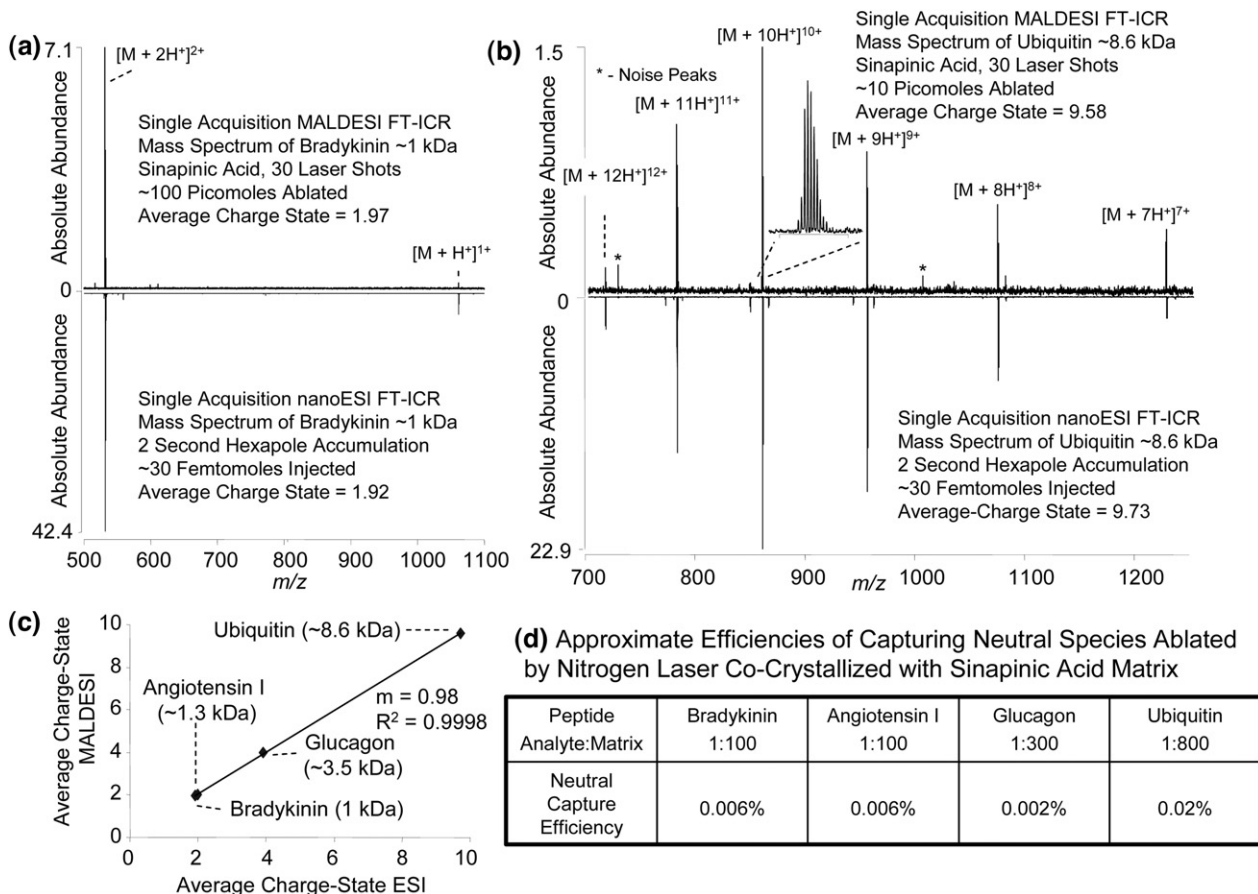 (a)
7.1
[M + 2H⁺]²⁺
Absolute Abundance
Single Acquisition MALDESI FT-ICR
Mass Spectrum of Bradykinin ~1 kDa
Sinapinic Acid, 30 Laser Shots
~100 Picomoles Ablated
Average Charge State = 1.97
[M + H⁺]¹⁺
0
Absolute Abundance
Single Acquisition nanoESI FT-ICR
Mass Spectrum of Bradykinin ~1 kDa
2 Second Hexapole Accumulation
~30 Femtomoles Injected
Average Charge State = 1.92
42.4
500 600 700 800 900 1000 1100
m/z
(b)
1.5
[M + 10H⁺]¹⁰⁺
Single Acquisition MALDESI FT-ICR
Mass Spectrum of Ubiquitin ~8.6 kDa
Sinapinic Acid, 30 Laser Shots
~10 Picomoles Ablated
Average Charge State = 9.58
* - Noise Peaks
[M + 11H⁺]¹¹⁺
[M + 9H⁺]⁹⁺
[M + 12H⁺]¹²⁺
[M + 8H⁺]⁸⁺
[M + 7H⁺]⁷⁺
*
*
Absolute Abundance
0
Absolute Abundance
Single Acquisition nanoESI FT-ICR
Mass Spectrum of Ubiquitin ~8.6 kDa
2 Second Hexapole Accumulation
~30 Femtomoles Injected
Average-Charge State = 9.73
22.9
700 800 900 1000 1100 1200
m/z
(c)
Average Charge-State
MALDESI
10
8
6
4
2
0
Ubiquitin (~8.6 kDa)
Angiotensin I
(~1.3 kDa)
m = 0.98
R² = 0.9998
Glucagon
(~3.5 kDa)
Bradykinin (1 kDa)
0 2 4 6 8 10
Average Charge-State ESI
(d) Approximate Efficiencies of Capturing Neutral Species Ablated
by Nitrogen Laser Co-Crystallized with Sinapinic Acid Matrix
Peptide Bradykinin Angiotensin I Glucagon Ubiquitin
Analyte:Matrix 1:100 1:100 1:300 1:800
Neutral
Capture 0.006% 0.006% 0.002% 0.02%
Efficiency